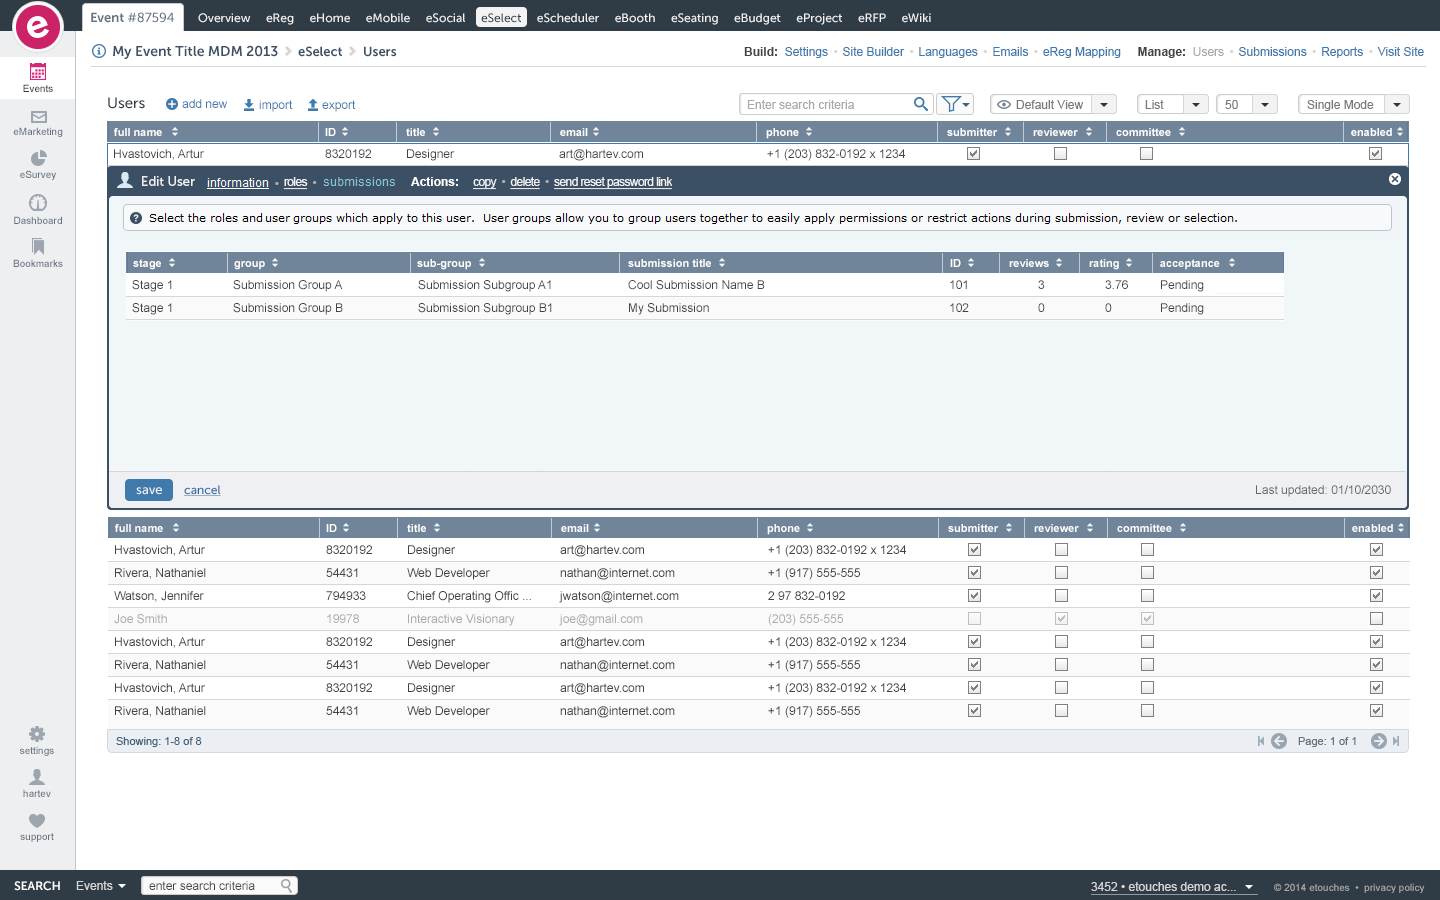 e Event #87594 Overview eReg eHome eMobile eSocial eSelect eScheduler eBooth eSeating eBudget eProject eRFP eWiki
My Event Title MDM 2013 eSelect Users Build: Settings • Site Builder • Languages • Emails • eReg Mapping Manage: Users • Submissions • Reports • Visit Site
Events
eMarketing
eSurvey
Dashboard
Bookmarks
settings
hartev
support
Users add new import export Enter search criteria Default View List 50 Single Mode
full name ID title email phone submitter reviewer committee enabled
Hvastovich, Artur 8320192 Designer art@hartev.com +1 (203) 832-0192 x 1234
Edit User information • roles • submissions Actions: copy • delete • send reset password link
? Select the roles and user groups which apply to this user. User groups allow you to group users together to easily apply permissions or restrict actions during submission, review or selection.
stage group sub-group submission title ID reviews rating acceptance
Stage 1 Submission Group A Submission Subgroup A1 Cool Submission Name B 101 3 3.76 Pending
Stage 1 Submission Group B Submission Subgroup B1 My Submission 102 0 0 Pending
save cancel Last updated: 01/10/2030
full name ID title email phone submitter reviewer committee enabled
Hvastovich, Artur 8320192 Designer art@hartev.com +1 (203) 832-0192 x 1234
Rivera, Nathaniel 54431 Web Developer nathan@internet.com +1 (917) 555-555
Watson, Jennifer 794933 Chief Operating Offic ... jwatson@internet.com 2 97 832-0192
Joe Smith 19978 Interactive Visionary joe@gmail.com (203) 555-555
Hvastovich, Artur 8320192 Designer art@hartev.com +1 (203) 832-0192 x 1234
Rivera, Nathaniel 54431 Web Developer nathan@internet.com +1 (917) 555-555
Hvastovich, Artur 8320192 Designer art@hartev.com +1 (203) 832-0192 x 1234
Rivera, Nathaniel 54431 Web Developer nathan@internet.com +1 (917) 555-555
Showing: 1-8 of 8 Page: 1 of 1
SEARCH Events enter search criteria 3452 • etouches demo ac... © 2014 etouches • privacy policy